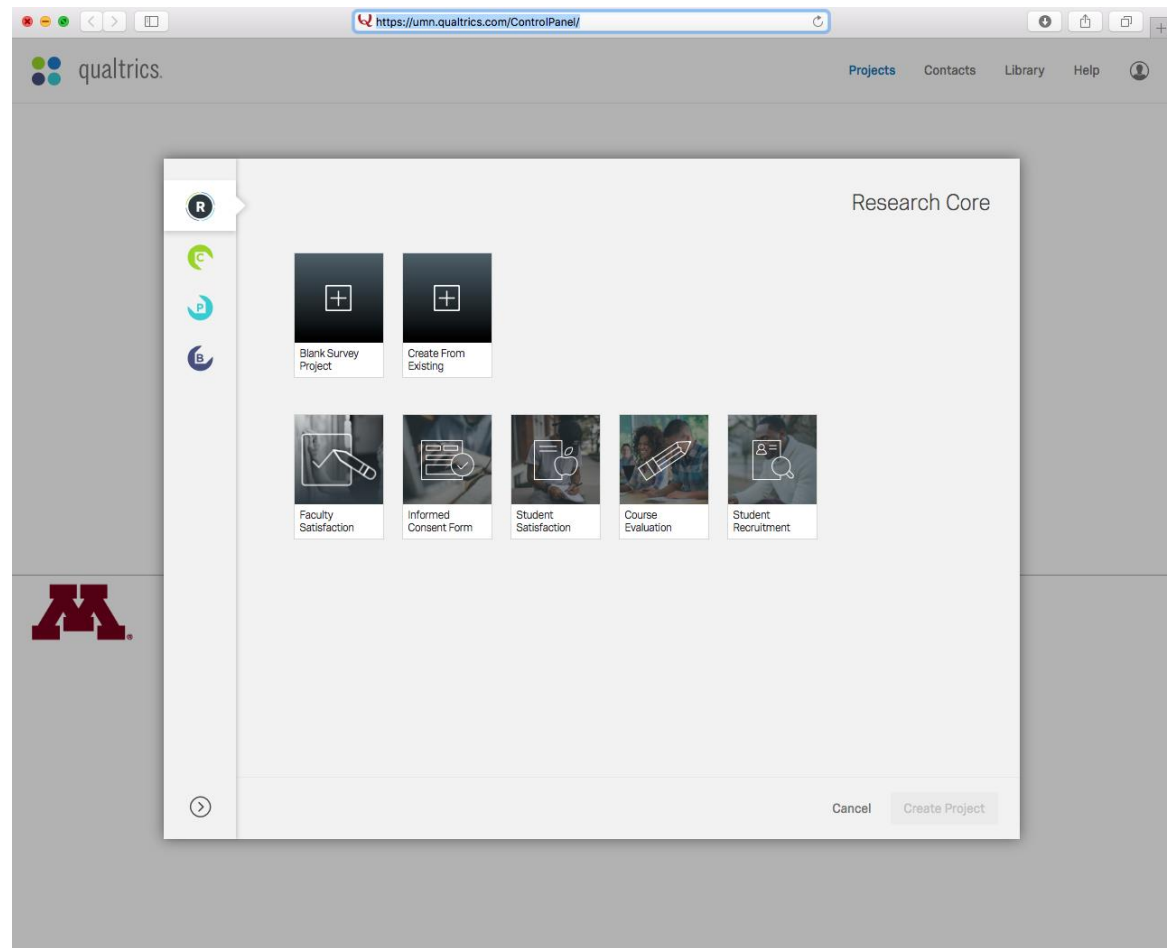 https://umn.qualtrics.com/ControlPanel/
qualtrics.
Projects Contacts Library Help
R
Research Core
C
P
B
Blank Survey
Project
Create From
Existing
Faculty
Satisfaction
Informed
Consent Form
Student
Satisfaction
Course
Evaluation
Student
Recruitment
M
Cancel Create Project